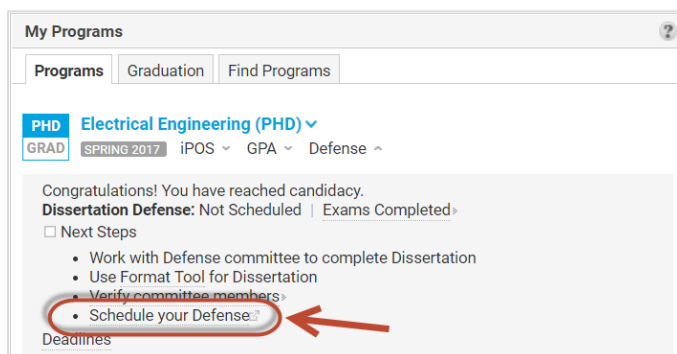 My Programs
?
Programs Graduation Find Programs
PHD Electrical Engineering (PHD)
GRAD SPRING 2017 iPOS GPA Defense
Congratulations! You have reached candidacy.
Dissertation Defense: Not Scheduled | Exams Completed
Next Steps
• Work with Defense committee to complete Dissertation
• Use Format Tool for Dissertation
• Verify committee members
• Schedule your Defense
Deadlines